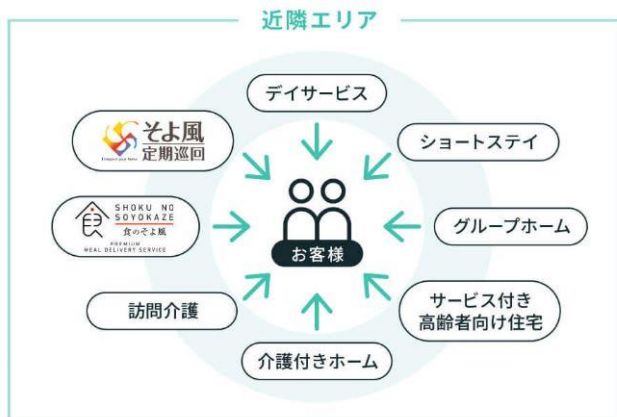 近隣エリア
デイサービス
そよ風
定期巡回
ショートステイ
SHOKU NO
SOYOKAZE
食のそよ風
PREMIUM
MEAL DELIVERY SERVICE
食
グループホーム
お客様
訪問介護
サービス付き
高齢者向け住宅
介護付きホーム